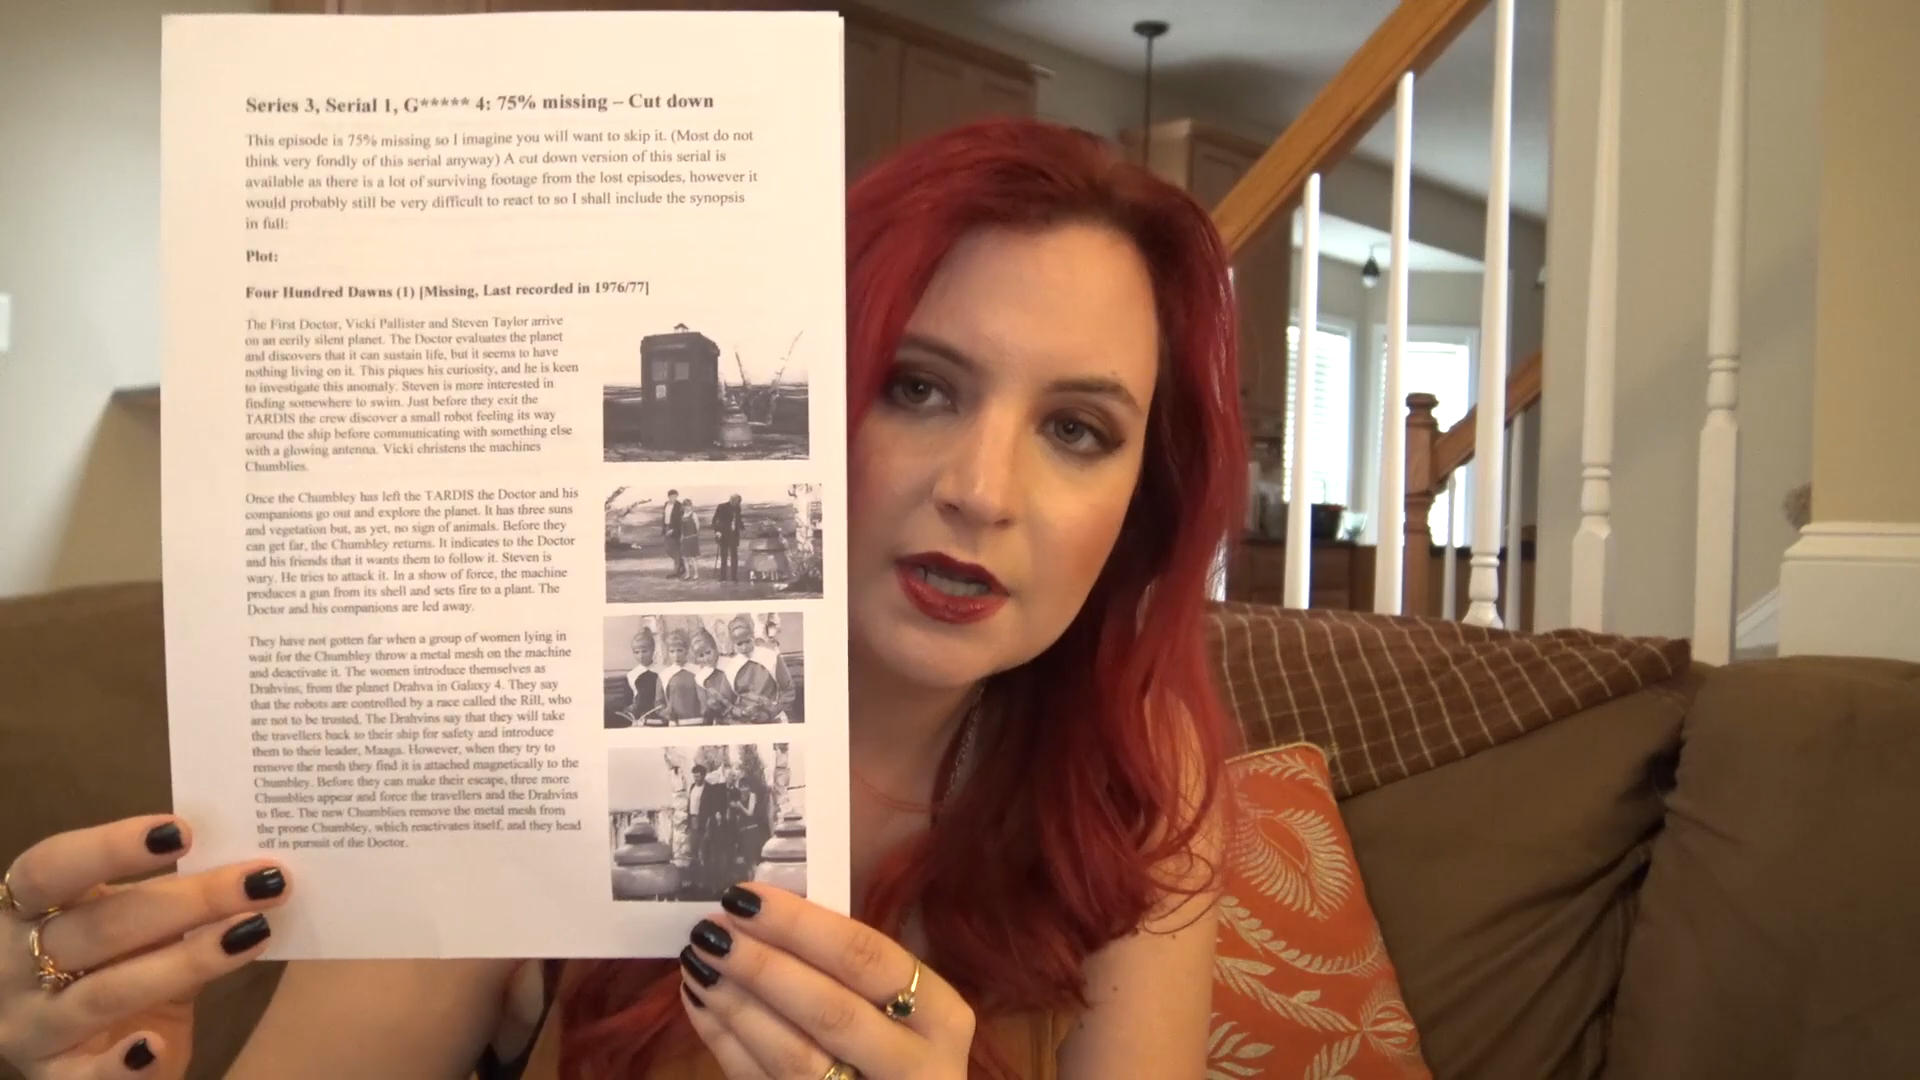 Series 3, Serial 1, G***** 4: 75% missing – Cut down
This episode is 75% missing so I imagine you will want to skip it. (Most do not
think very fondly of this serial anyway) A cut down version of this serial is
available as there is a lot of surviving footage from the lost episodes, however it
would probably still be very difficult to react to so I shall include the synopsis
in full:
Plot:
Four Hundred Dawns (1) [Missing, Last recorded in 1976/77]
The First Doctor, Vicki Pallister and Steven Taylor arrive
on an eerily silent planet. The Doctor evaluates the planet
and discovers that it can sustain life, but it seems to have
nothing living on it. This piques his curiosity, and he is keen
to investigate this anomaly. Steven is more interested in
finding somewhere to swim. Just before they exit the
TARDIS the crew discover a small robot feeling its way
around the ship before communicating with something else
with a glowing antenna. Vicki christens the machines
Chumblies.
Once the Chumbley has left the TARDIS the Doctor and his
companions go out and explore the planet. It has three suns
and vegetation but, as yet, no sign of animals. Before they
can get far, the Chumbley returns. It indicates to the Doctor
and his friends that it wants them to follow it. Steven is
wary. He tries to attack it. In a show of force, the machine
produces a gun from its shell and sets fire to a plant. The
Doctor and his companions are led away.
They have not gotten far when a group of women lying in
wait for the Chumbley throw a metal mesh on the machine
and deactivate it. The women introduce themselves as
Drahvins, from the planet Drahva in Galaxy 4. They say
that the robots are controlled by a race called the Rill, who
are not to be trusted. The Drahvins say that they will take
the travellers back to their ship for safety and introduce
them to their leader, Maaga. However, when they try to
remove the mesh they find it is attached magnetically to the
Chumbley. Before they can make their escape, three more
Chumblies appear and force the travellers and the Drahvins
to flee. The new Chumblies remove the metal mesh from
the prone Chumbley, which reactivates itself, and they head
off in pursuit of the Doctor.